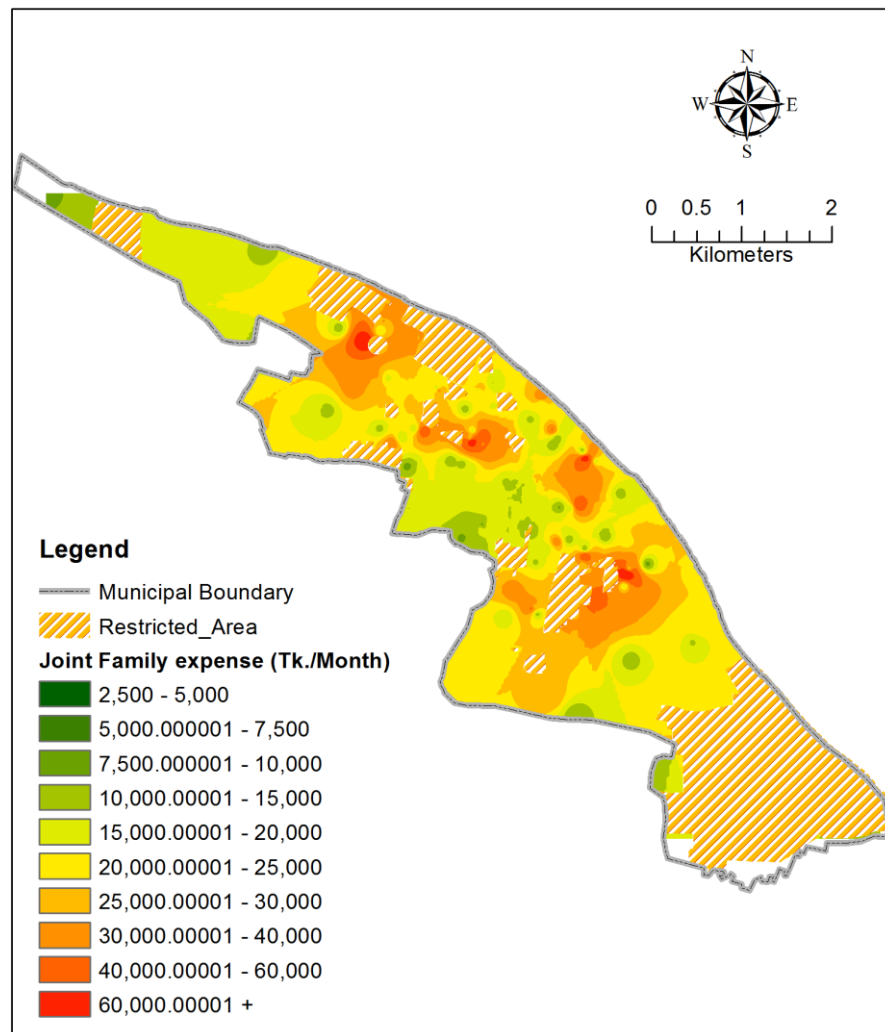 N
W E
S
0 0.5 1 2
Kilometers
Legend
Municipal Boundary
Restricted_Area
Joint Family expense (Tk./Month)
2,500 - 5,000
5,000.000001 - 7,500
7,500.000001 - 10,000
10,000.00001 - 15,000
15,000.00001 - 20,000
20,000.00001 - 25,000
25,000.00001 - 30,000
30,000.00001 - 40,000
40,000.00001 - 60,000
60,000.00001 +